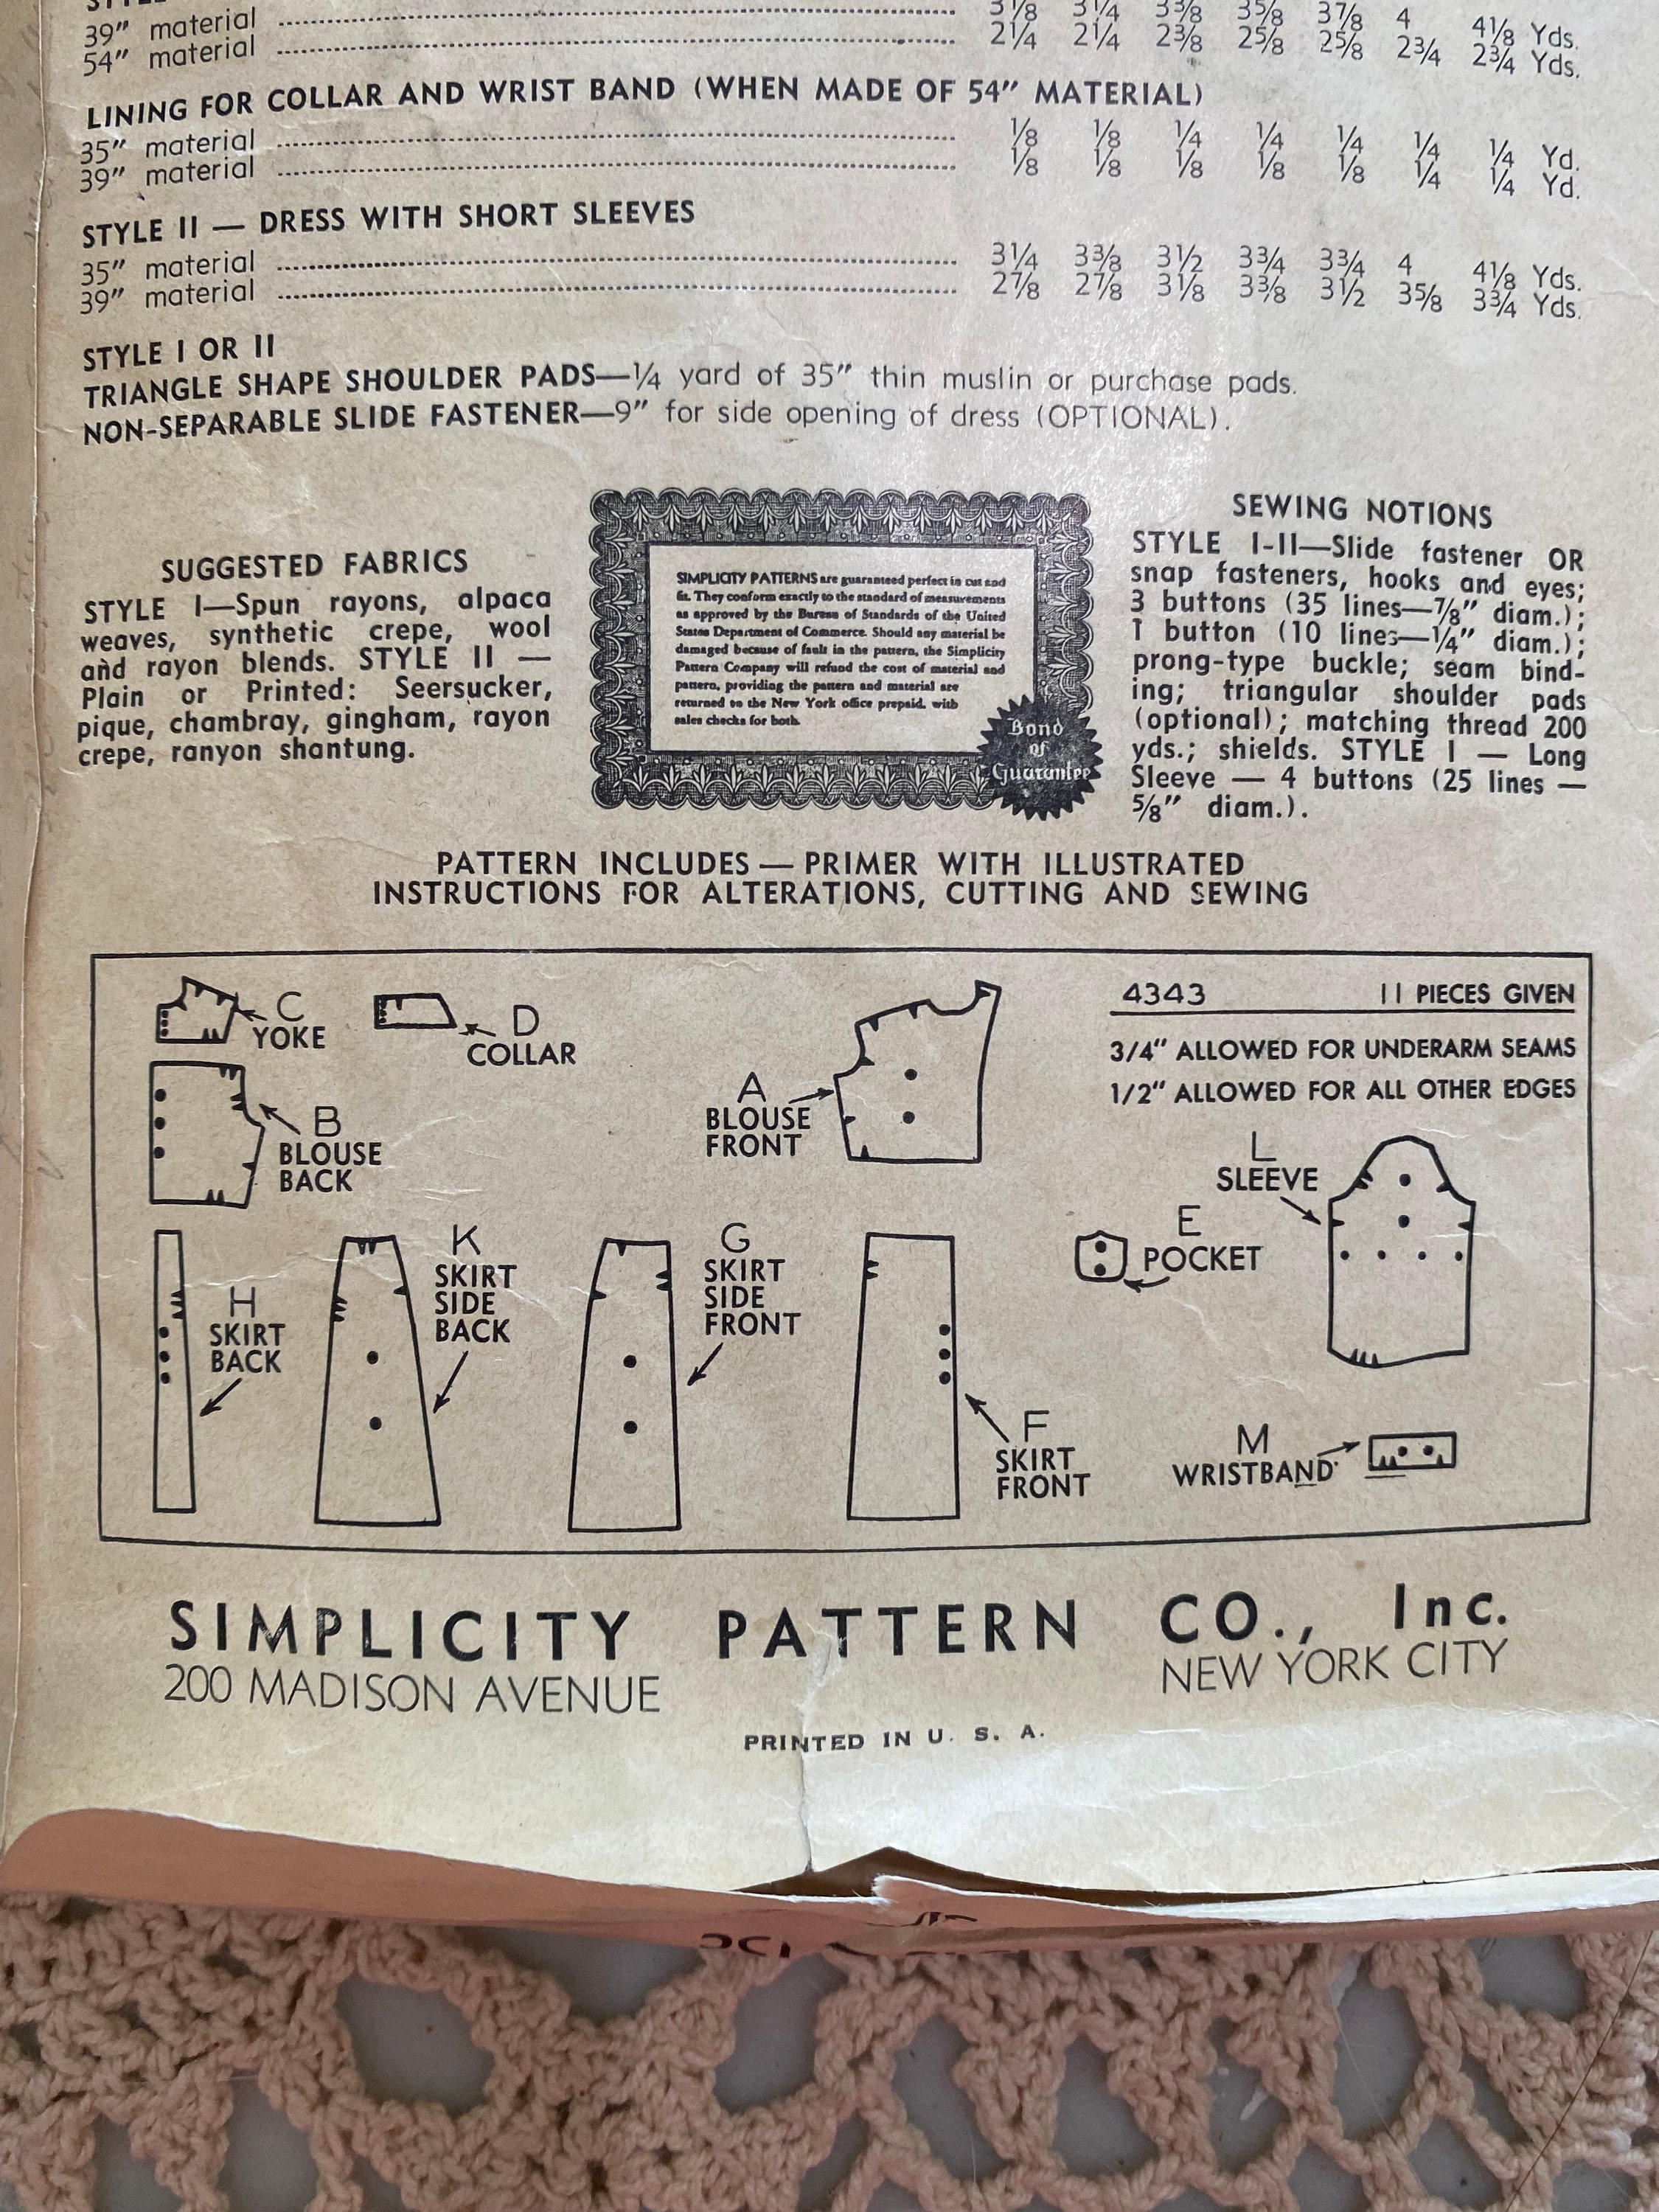 39″ material 3⅛ 3¼ 3⅜ 3⅝ 3⅞ 4 4⅛ Yds.
54″ material 2¼ 2¼ 2⅜ 2⅝ 2⅝ 2¾ 2¾ Yds.
LINING FOR COLLAR AND WRIST BAND (WHEN MADE OF 54″ MATERIAL)
35″ material ⅛ ⅛ ¼ ¼ ¼ ¼ ¼ Yd.
39″ material ⅛ ⅛ ⅛ ⅛ ⅛ ¼ ¼ Yd.
STYLE II — DRESS WITH SHORT SLEEVES
35″ material 3¼ 3⅜ 3½ 3¾ 3¾ 4 4⅛ Yds.
39″ material 2⅞ 2⅞ 3⅛ 3⅜ 3½ 3⅝ 3¾ Yds.
STYLE I OR II
TRIANGLE SHAPE SHOULDER PADS—¼ yard of 35″ thin muslin or purchase pads.
NON-SEPARABLE SLIDE FASTENER—9″ for side opening of dress (OPTIONAL).
SUGGESTED FABRICS
STYLE I—Spun rayons, alpaca
weaves, synthetic crepe, wool
and rayon blends. STYLE II —
Plain or Printed: Seersucker,
pique, chambray, gingham, rayon
crepe, ranyon shantung.
SIMPLICITY PATTERNS are guaranteed perfect in cut and
fit. They conform exactly to the standard of measurements
as approved by the Bureau of Standards of the United
States Department of Commerce. Should any material be
damaged because of fault in the pattern, the Simplicity
Pattern Company will refund the cost of material and
pattern, providing the pattern and material are
returned to the New York office prepaid, with
sales checks for both.
Bond
of
Guarantee
SEWING NOTIONS
STYLE I-II—Slide fastener OR
snap fasteners, hooks and eyes;
3 buttons (35 lines—⅞″ diam.);
1 button (10 lines—¼″ diam.);
prong-type buckle; seam bind-
ing; triangular shoulder pads
(optional); matching thread 200
yds.; shields. STYLE I — Long
Sleeve — 4 buttons (25 lines —
⅝″ diam.).
PATTERN INCLUDES — PRIMER WITH ILLUSTRATED
INSTRUCTIONS FOR ALTERATIONS, CUTTING AND SEWING
4343 11 PIECES GIVEN
3/4″ ALLOWED FOR UNDERARM SEAMS
1/2″ ALLOWED FOR ALL OTHER EDGES
C
YOKE
D
COLLAR
A
BLOUSE
FRONT
B
BLOUSE
BACK
L
SLEEVE
E
POCKET
H
SKIRT
BACK
K
SKIRT
SIDE
BACK
G
SKIRT
SIDE
FRONT
F
SKIRT
FRONT
M
WRISTBAND
SIMPLICITY PATTERN CO., Inc.
200 MADISON AVENUE NEW YORK CITY
PRINTED IN U. S. A.